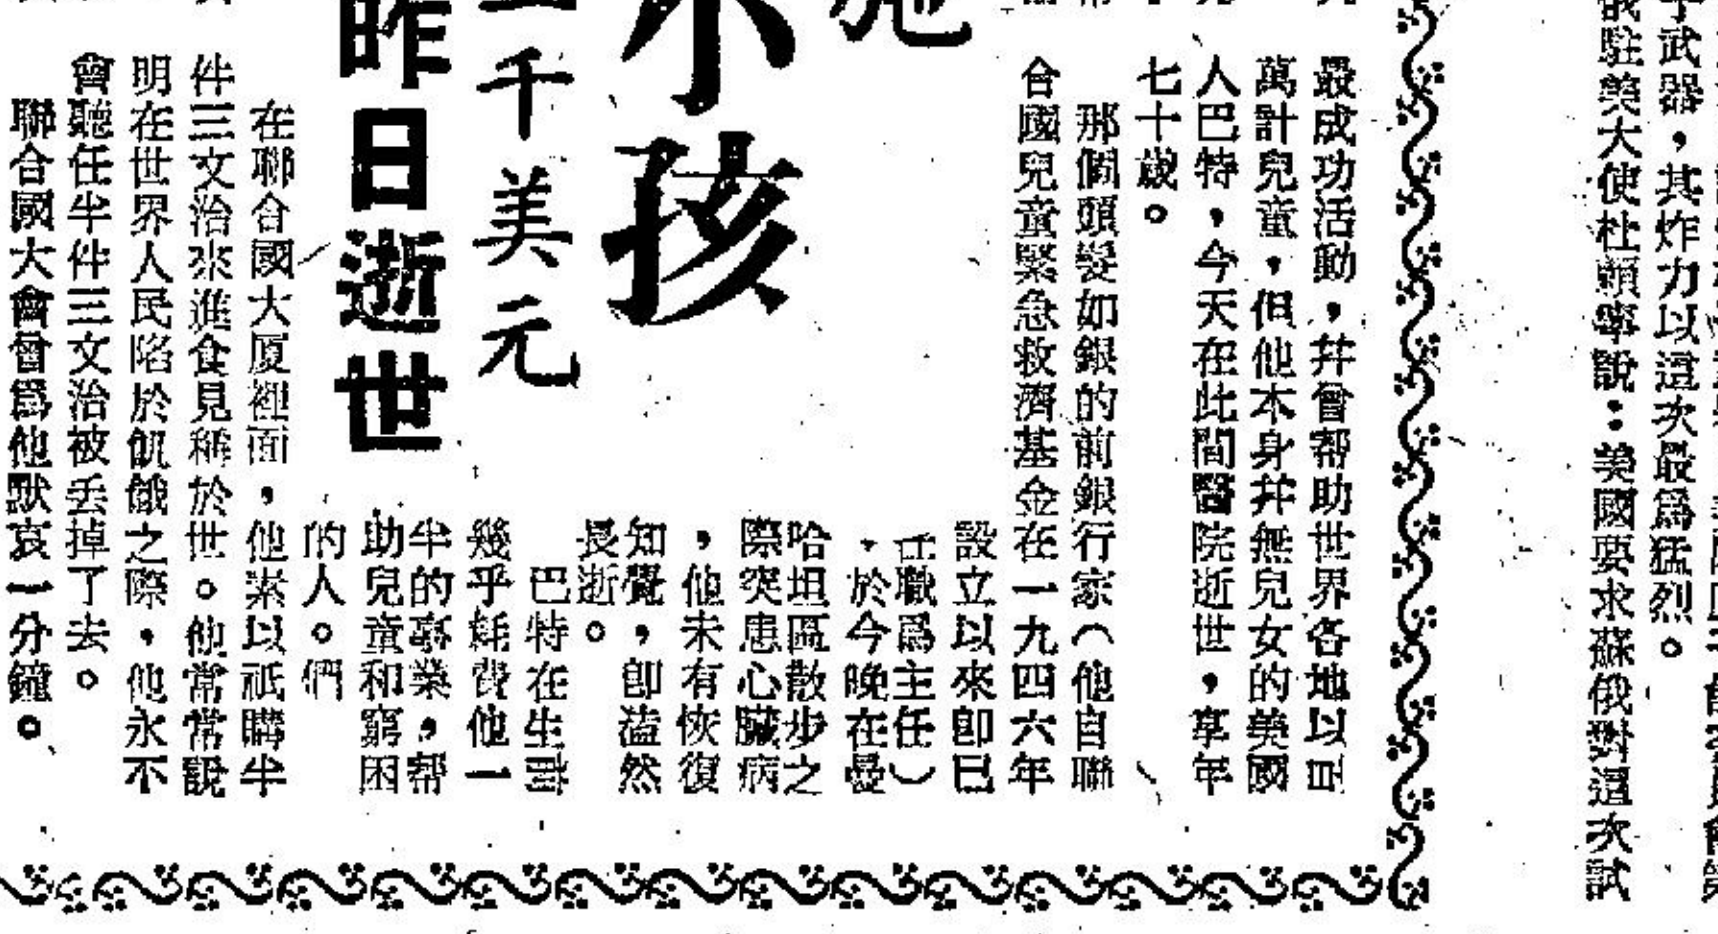 武器，其炸力以這次最爲猛烈。
俄駐美大使杜顯寧說：美國要求蘇俄對這次試
最成功活動，并曾帮助世界各地以
萬計兒童，但他本身并無兒女的美國
人巴特，今天在此間醫院逝世，享年
七十歲。
那個頭髮如銀的前銀行家（他自聯
合國兒童緊急救濟基金在一九四六年
設立以來即已
任職爲主任）
，於今晚在曼
哈坦區散步之
際突患心臟病
，他未有恢復
知覺，即溘然
長逝。
巴特在生時
幾乎耗費他一
半的事業，帮
助兒童和窮困
的人。們
小孩
千美元
昨日逝世
在聯合國大厦裡面，他素以祇購半
件三文治來進食見稱於世。他常常說
明在世界人民陷於飢餓之際，他永不
會聽任半件三文治被丢掉了去。
聯合國大會曾爲他默哀一分鐘。